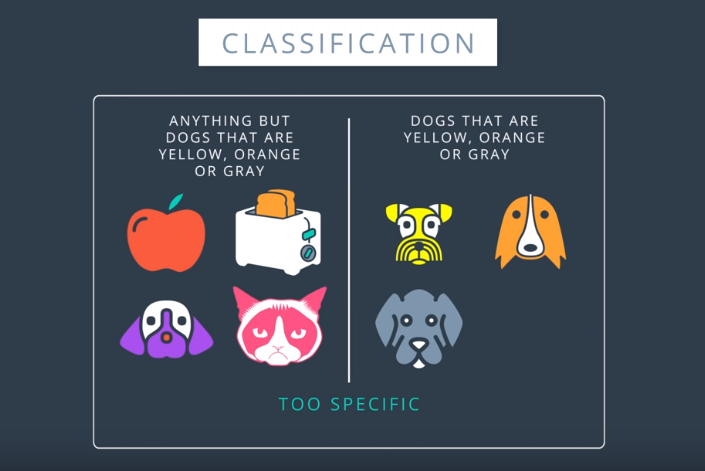 CLASSIFICATION
ANYTHING BUT
DOGS THAT ARE
YELLOW, ORANGE
OR GRAY
DOGS THAT ARE
YELLOW, ORANGE
OR GRAY
TOO SPECIFIC